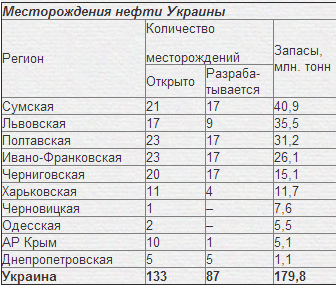 Месторождения нефти Украины
Регион Количество месторождений Запасы, млн. тонн
Открыто Разраба-тывается
Сумская 21 17 40,9
Львовская 17 9 35,5
Полтавская 23 17 31,2
Ивано-Франковская 23 17 26,1
Черниговская 20 17 15,1
Харьковская 11 4 11,7
Черновицкая 1 – 7,6
Одесская 2 – 5,5
АР Крым 10 1 5,1
Днепропетровская 5 5 1,1
Украина 133 87 179,8